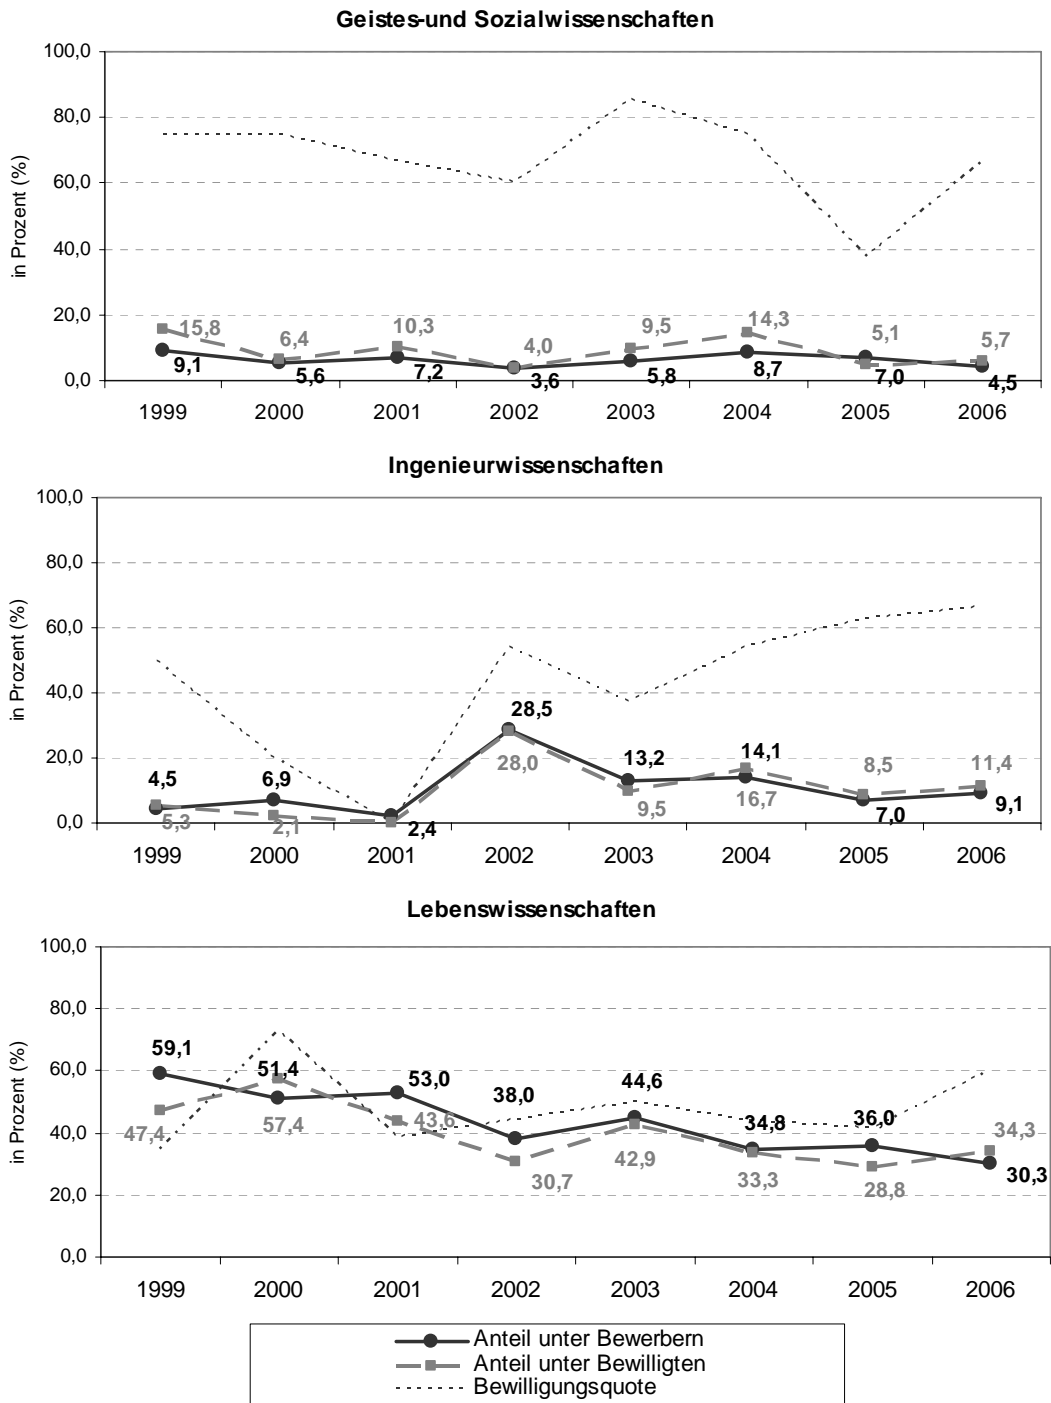 Geistes-und Sozialwissenschaften
100,0
80,0
60,0
40,0
20,0
0,0
in Prozent (%)
15,8 6,4 10,3 4,0 9,5 14,3 5,1 5,7
9,1 5,6 7,2 3,6 5,8 8,7 7,0 4,5
1999 2000 2001 2002 2003 2004 2005 2006
Ingenieurwissenschaften
100,0
80,0
60,0
40,0
20,0
0,0
in Prozent (%)
4,5 6,9 2,4 28,5 13,2 14,1 7,0 9,1
5,3 2,1 28,0 9,5 16,7 8,5 11,4
1999 2000 2001 2002 2003 2004 2005 2006
Lebenswissenschaften
100,0
80,0
60,0
40,0
20,0
0,0
in Prozent (%)
59,1 51,4 53,0 38,0 44,6 34,8 36,0 30,3
47,4 57,4 43,6 30,7 42,9 33,3 28,8 34,3
1999 2000 2001 2002 2003 2004 2005 2006
Anteil unter Bewerbern
Anteil unter Bewilligten
Bewilligungsquote